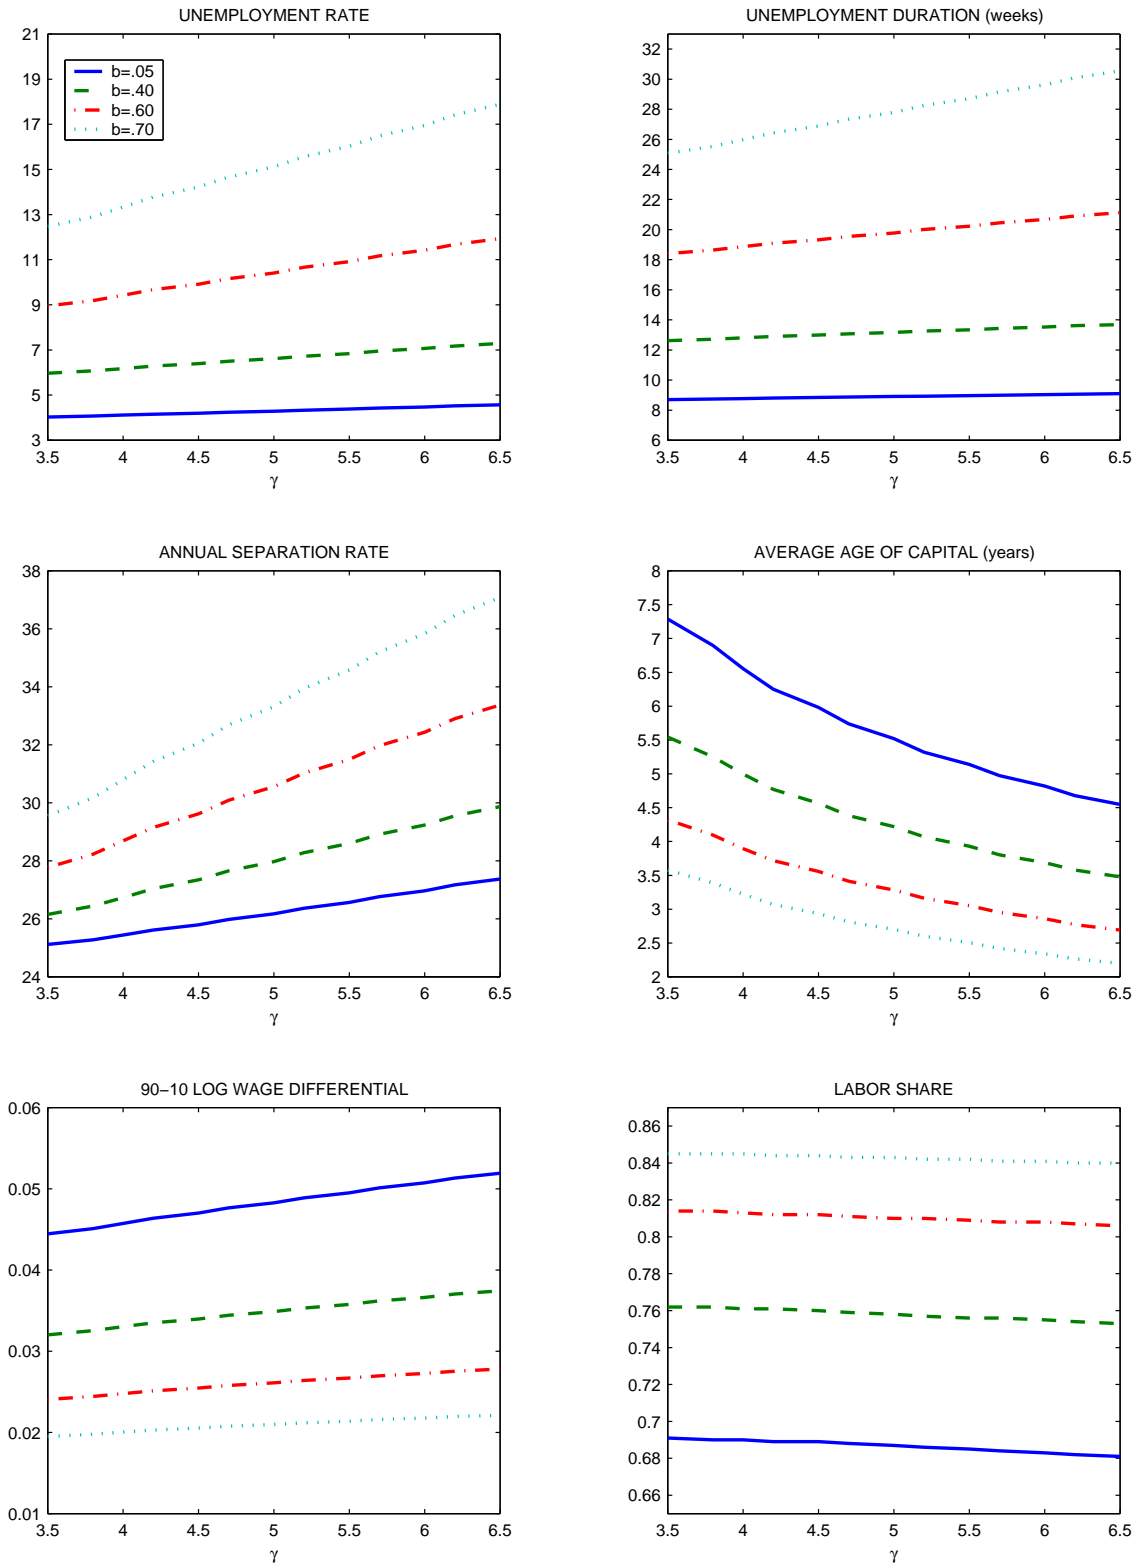 UNEMPLOYMENT RATE
21
19
17
15
13
11
9
7
5
3
b=.05
b=.40
b=.60
b=.70
3.5 4 4.5 5 5.5 6 6.5
γ
UNEMPLOYMENT DURATION (weeks)
32
30
28
26
24
22
20
18
16
14
12
10
8
6
3.5 4 4.5 5 5.5 6 6.5
γ
ANNUAL SEPARATION RATE
38
36
34
32
30
28
26
24
3.5 4 4.5 5 5.5 6 6.5
γ
AVERAGE AGE OF CAPITAL (years)
8
7.5
7
6.5
6
5.5
5
4.5
4
3.5
3
2.5
2
3.5 4 4.5 5 5.5 6 6.5
γ
90−10 LOG WAGE DIFFERENTIAL
0.06
0.05
0.04
0.03
0.02
0.01
3.5 4 4.5 5 5.5 6 6.5
γ
LABOR SHARE
0.86
0.84
0.82
0.8
0.78
0.76
0.74
0.72
0.7
0.68
0.66
3.5 4 4.5 5 5.5 6 6.5
γ